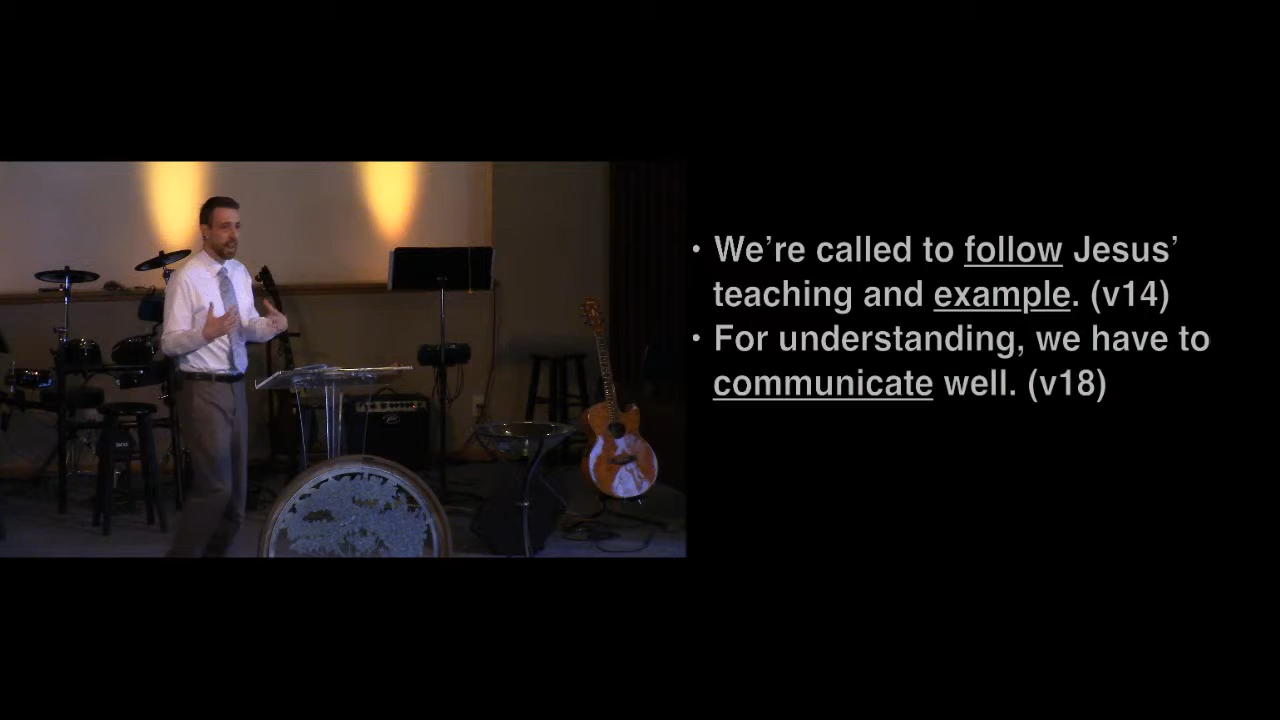 • We’re called to follow Jesus’
teaching and example. (v14)
• For understanding, we have to
communicate well. (v18)